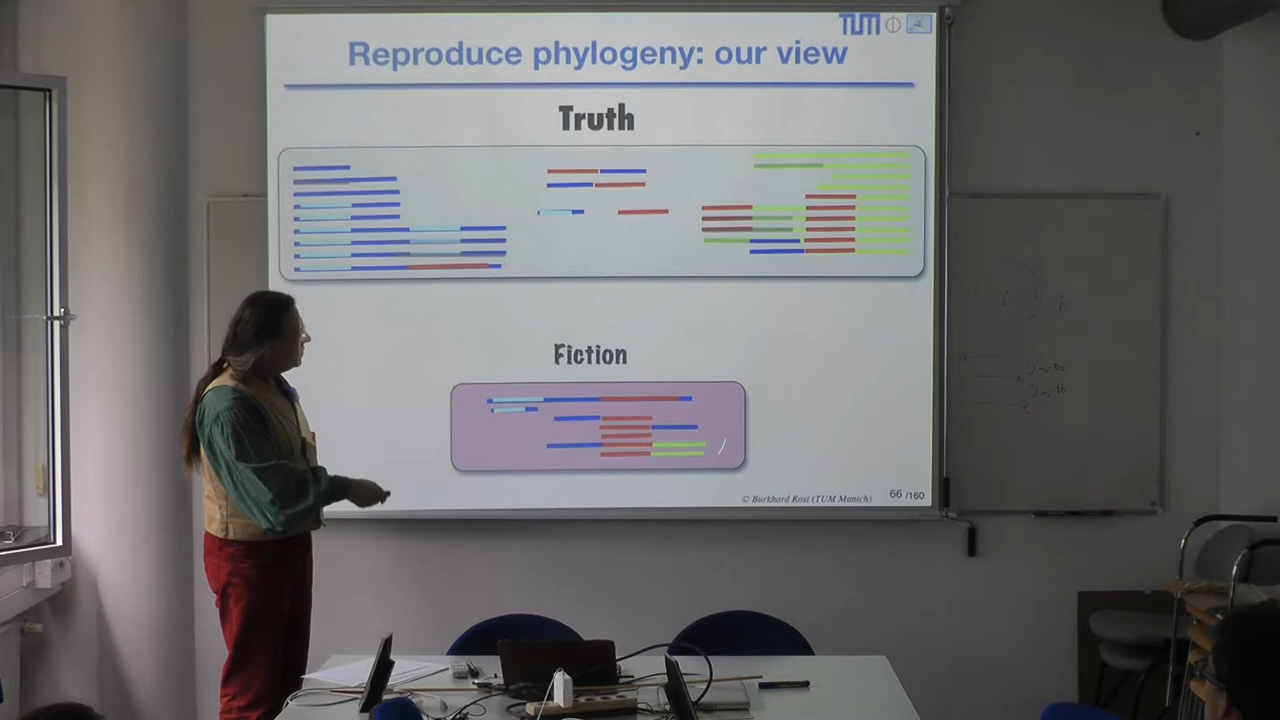 TUM
Reproduce phylogeny: our view
Truth
Fiction
© Burkhard Rost (TUM Munich)
66 /160